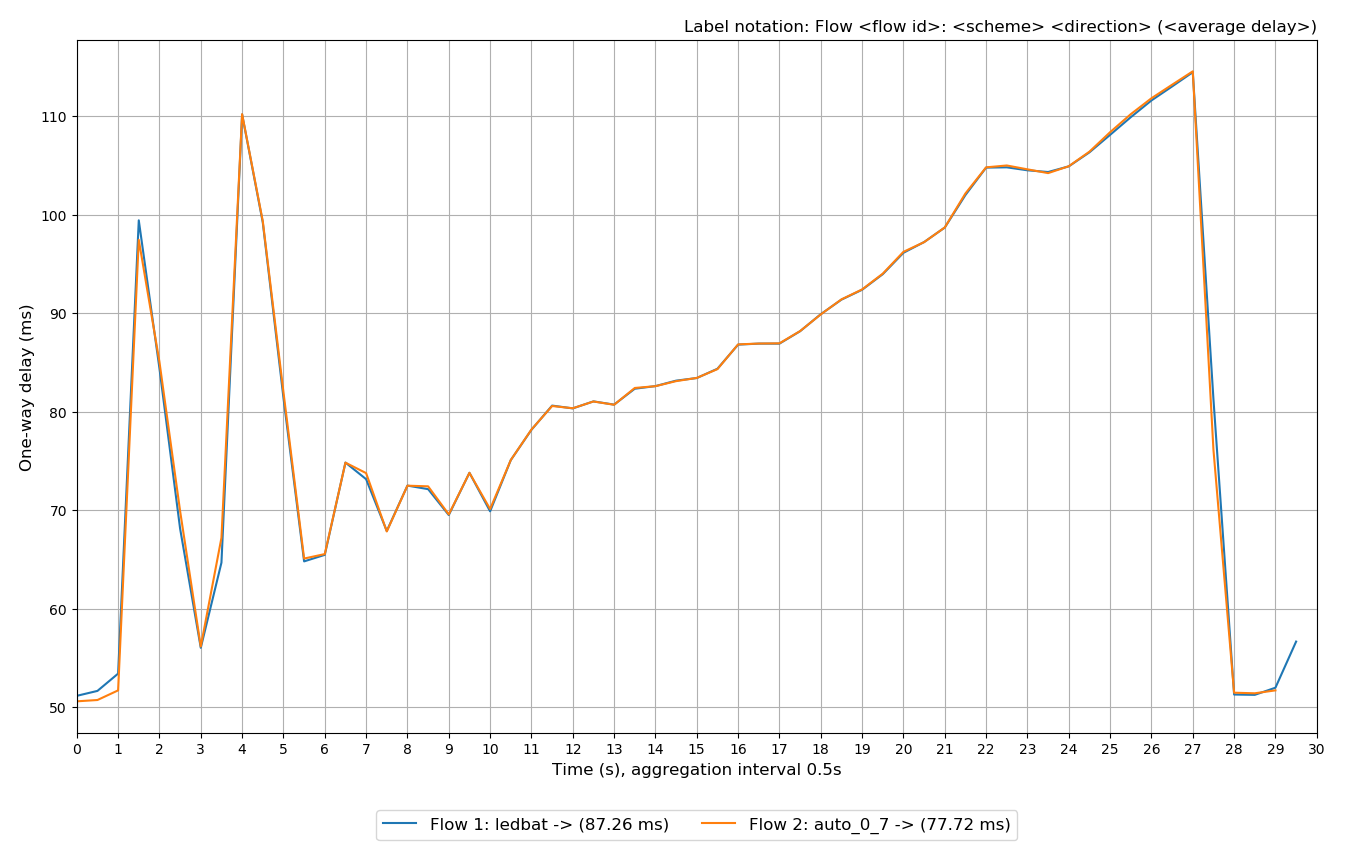 Label notation: Flow <flow id>: <scheme> <direction> (<average delay>)
110
100
90
80
70
60
50
One-way delay (ms)
0 1 2 3 4 5 6 7 8 9 10 11 12 13 14 15 16 17 18 19 20 21 22 23 24 25 26 27 28 29 30
Time (s), aggregation interval 0.5s
Flow 1: ledbat -> (87.26 ms) Flow 2: auto_0_7 -> (77.72 ms)